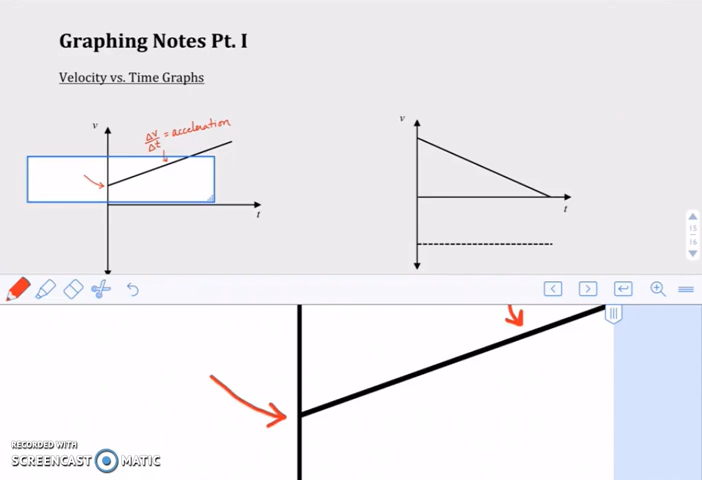 Graphing Notes Pt. I
Velocity vs. Time Graphs
v
Δv/Δt = acceleration
t
v
t
15
16
RECORDED WITH
SCREENCAST MATIC